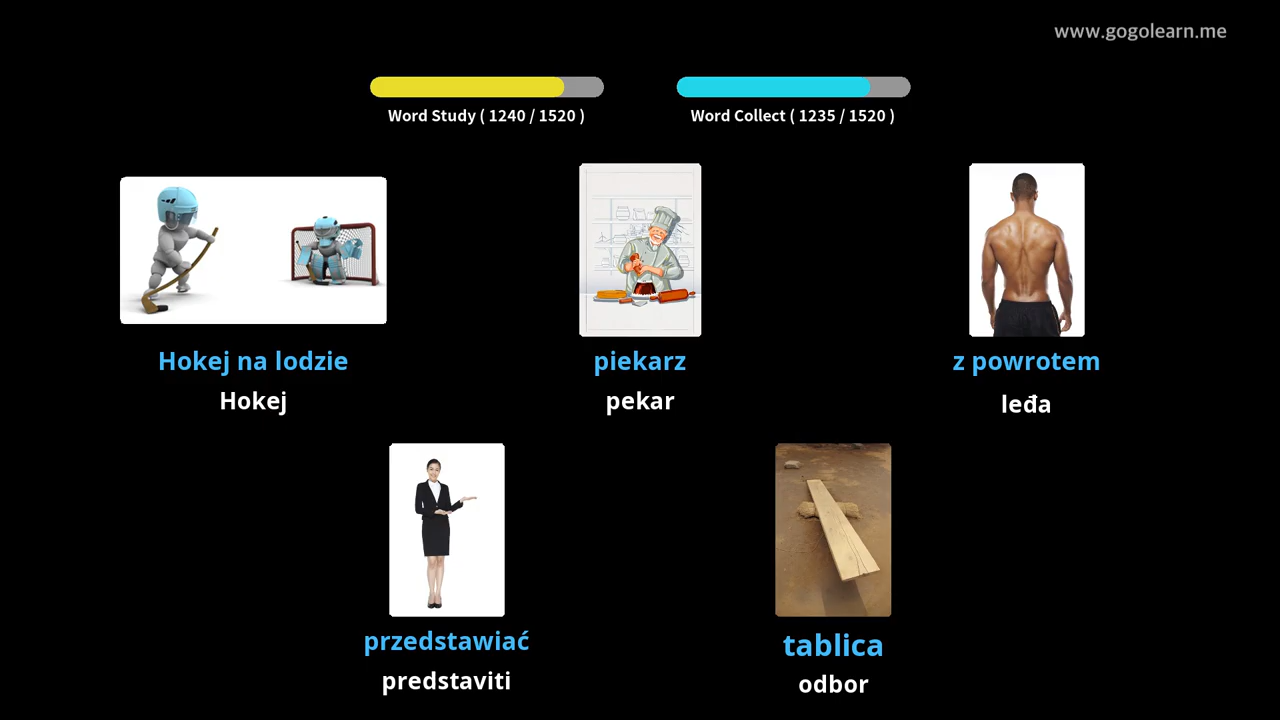 www.gogolearn.me
Word Study ( 1240 / 1520 )
Word Collect ( 1235 / 1520 )
Hokej na lodzie
Hokej
piekarz
pekar
z powrotem
leđa
przedstawiać
predstaviti
tablica
odbor